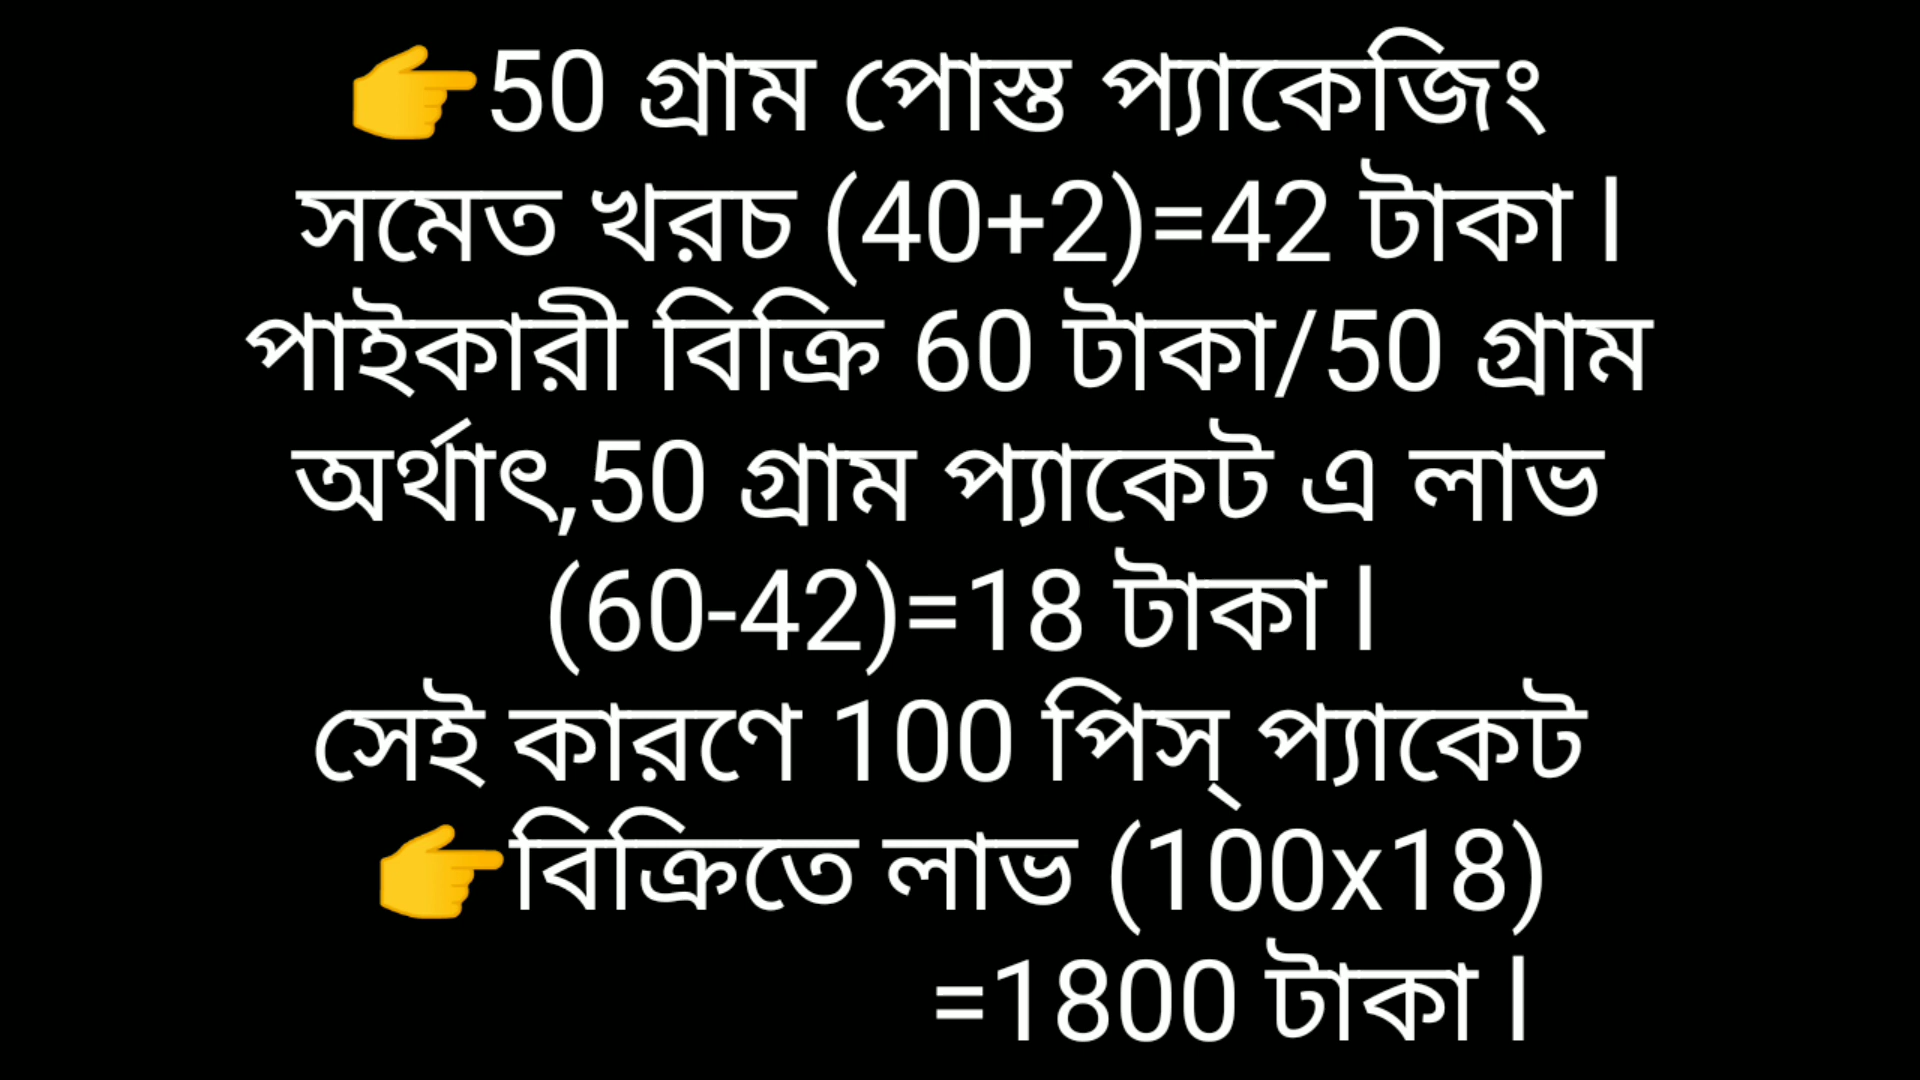 👉50 গ্রাম পোস্ত প্যাকেজিং
সমেত খরচ (40+2)=42 টাকা l
পাইকারী বিক্রি 60 টাকা/50 গ্রাম
অর্থাৎ,50 গ্রাম প্যাকেট এ লাভ
(60-42)=18 টাকা l
সেই কারণে 100 পিস্ প্যাকেট
👉বিক্রিতে লাভ (100x18)
=1800 টাকা l